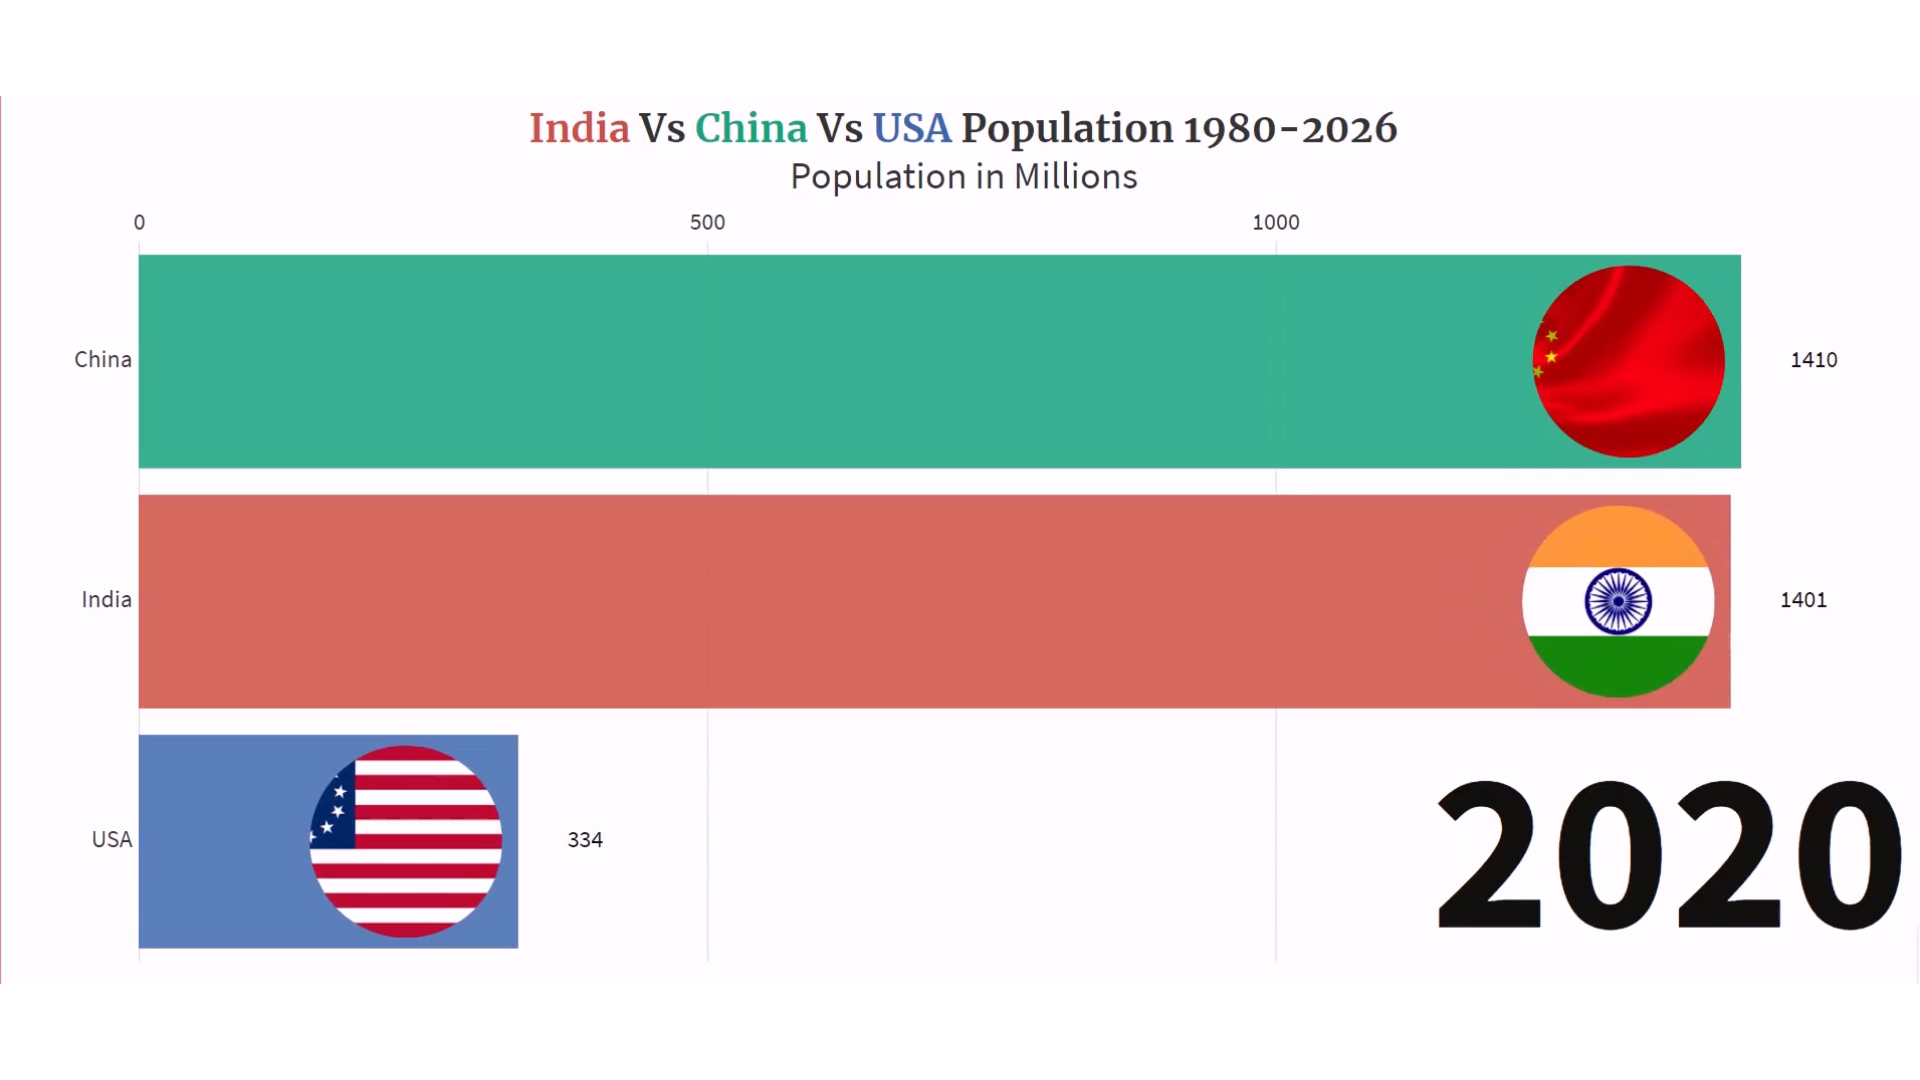 India Vs China Vs USA Population 1980-2026
Population in Millions
0 500 1000
China 1410
India 1401
USA 334
2020